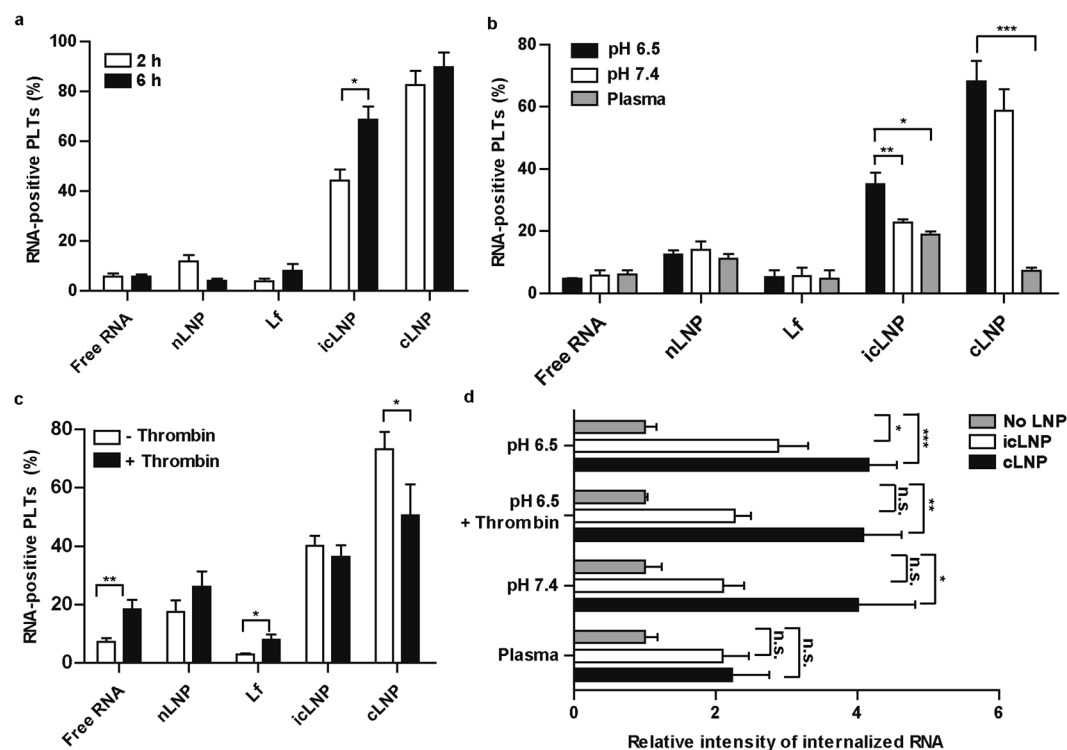 a
RNA-positive PLTs (%)
100
80
60
40
20
0
2 h
6 h
*
Free RNA
nLNP
Lf
icLNP
cLNP
b
RNA-positive PLTs (%)
80
60
40
20
0
pH 6.5
pH 7.4
Plasma
***
*
**
Free RNA
nLNP
Lf
icLNP
cLNP
c
RNA-positive PLTs (%)
80
60
40
20
0
- Thrombin
+ Thrombin
**
*
*
Free RNA
nLNP
Lf
icLNP
cLNP
d
No LNP
icLNP
cLNP
pH 6.5
*
***
pH 6.5
+ Thrombin
n.s.
**
pH 7.4
n.s.
*
Plasma
n.s.
n.s.
0
2
4
6
Relative intensity of internalized RNA